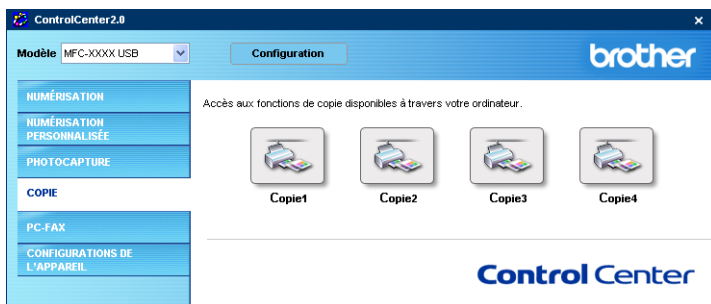 ControlCenter2.0
Modèle MFC-XXXX USB
Configuration
brother
NUMÉRISATION
NUMÉRISATION
PERSONNALISÉE
PHOTOCAPTURE
COPIE
PC-FAX
CONFIGURATIONS DE
L'APPAREIL
Accès aux fonctions de copie disponibles à travers votre ordinateur.
Copie1 Copie2 Copie3 Copie4
Control Center